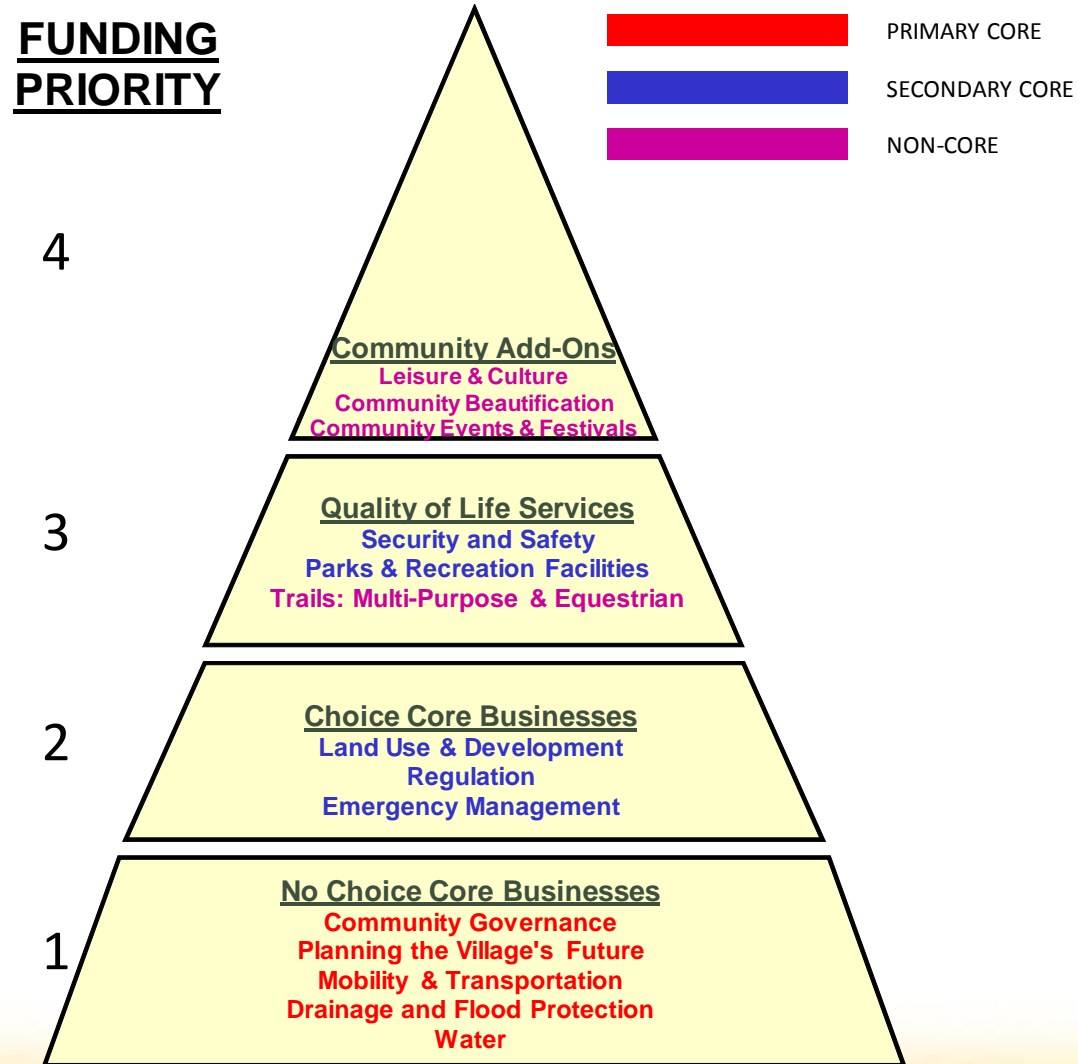 FUNDING
PRIORITY
PRIMARY CORE
SECONDARY CORE
NON-CORE
4
Community Add-Ons
Leisure & Culture
Community Beautification
Community Events & Festivals
3
Quality of Life Services
Security and Safety
Parks & Recreation Facilities
Trails: Multi-Purpose & Equestrian
2
Choice Core Businesses
Land Use & Development
Regulation
Emergency Management
1
No Choice Core Businesses
Community Governance
Planning the Village's Future
Mobility & Transportation
Drainage and Flood Protection
Water